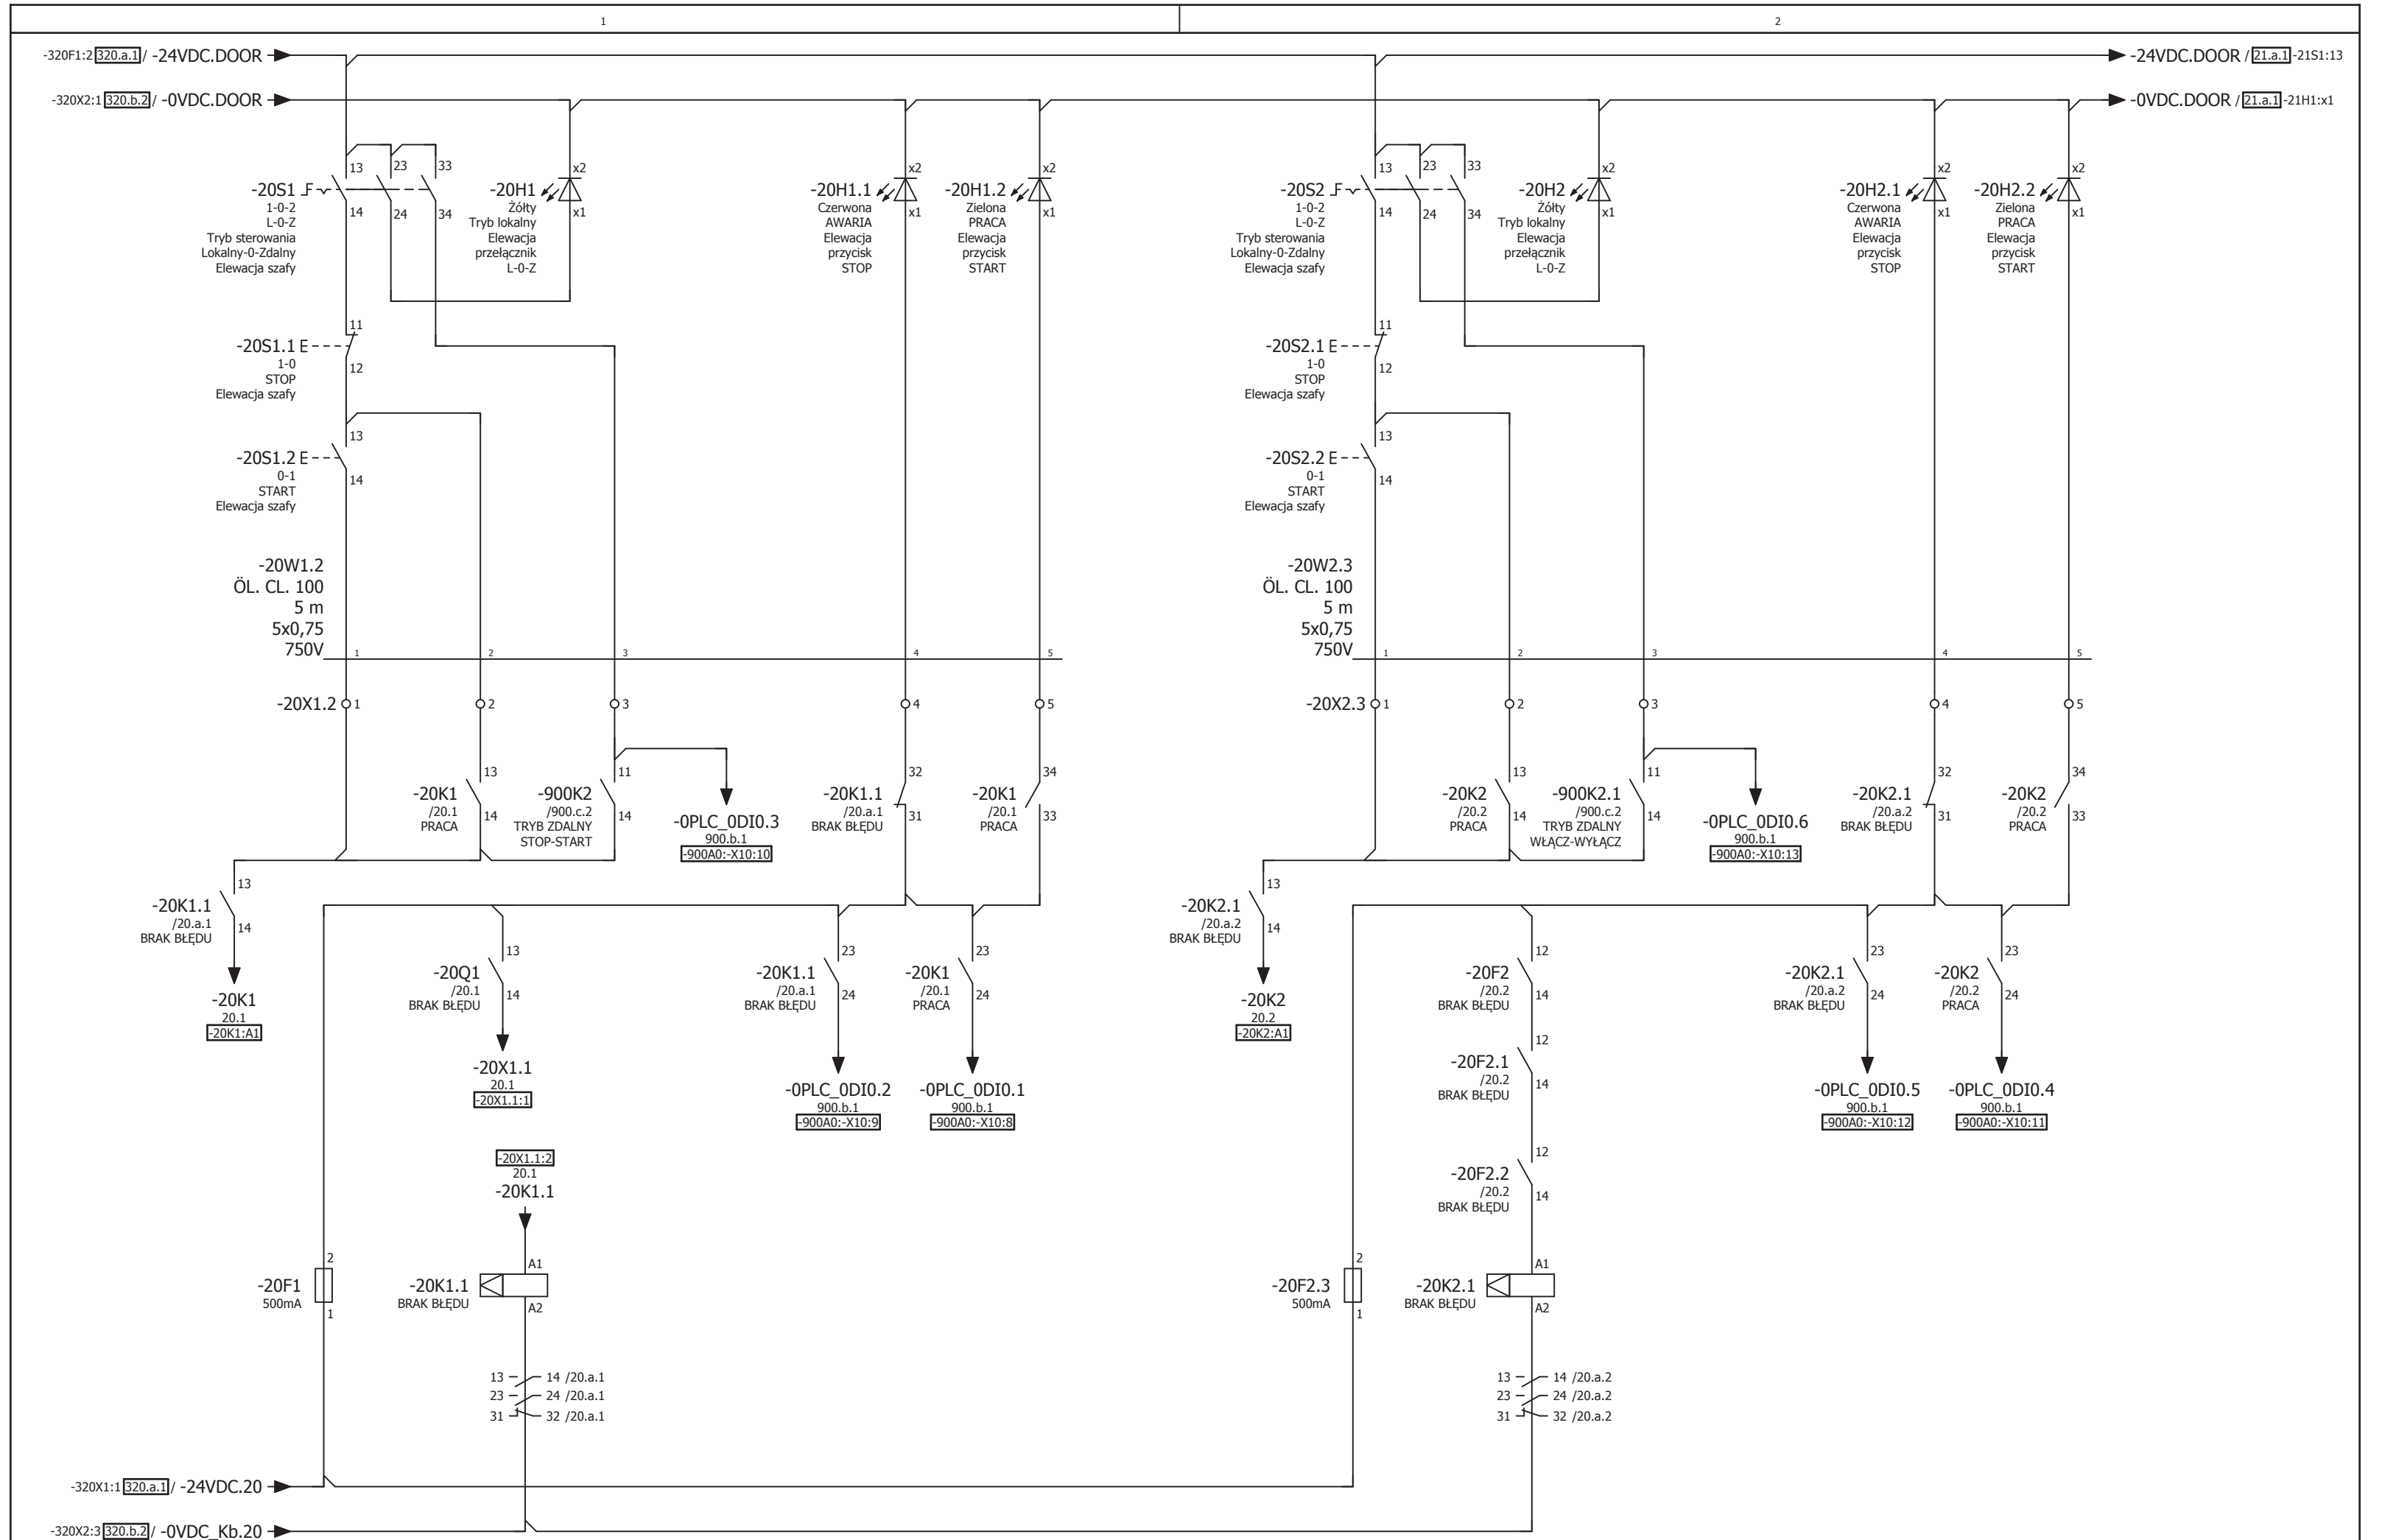 1
2
-320F1:2 320.a.1 / -24VDC.DOOR
-24VDC.DOOR / 21.a.1 -21S1:13
-320X2:1 320.b.2 / -0VDC.DOOR
-0VDC.DOOR / 21.a.1 -21H1:x1
13
23
33
-20S1
1-0-2
L-0-Z
Tryb sterowania
Lokalny-0-Zdalny
Elewacja szafy
14
24
34
x2
-20H1
Żółty
Tryb lokalny
Elewacja
przełącznik
L-0-Z
x1
x2
-20H1.1
Czerwona
AWARIA
Elewacja
przycisk
STOP
x1
x2
-20H1.2
Zielona
PRACA
Elewacja
przycisk
START
x1
13
23
33
-20S2
1-0-2
L-0-Z
Tryb sterowania
Lokalny-0-Zdalny
Elewacja szafy
14
24
34
x2
-20H2
Żółty
Tryb lokalny
Elewacja
przełącznik
L-0-Z
x1
x2
-20H2.1
Czerwona
AWARIA
Elewacja
przycisk
STOP
x1
x2
-20H2.2
Zielona
PRACA
Elewacja
przycisk
START
x1
11
-20S1.1
1-0
STOP
Elewacja szafy
12
11
-20S2.1
1-0
STOP
Elewacja szafy
12
13
-20S1.2
0-1
START
Elewacja szafy
14
13
-20S2.2
0-1
START
Elewacja szafy
14
-20W1.2
ÖL. CL. 100
5 m
5x0,75
750V
1
2
3
4
5
-20W2.3
ÖL. CL. 100
5 m
5x0,75
750V
1
2
3
4
5
-20X1.2
1
2
3
4
5
-20X2.3
1
2
3
4
5
13
-20K1
/20.1
PRACA
14
11
-900K2
/900.c.2
TRYB ZDALNY
STOP-START
14
-0PLC_0DI0.3
900.b.1
-900A0:-X10:10
32
-20K1.1
/20.a.1
BRAK BŁĘDU
31
34
-20K1
/20.1
PRACA
33
13
-20K2
/20.2
PRACA
14
11
-900K2.1
/900.c.2
TRYB ZDALNY
WŁĄCZ-WYŁĄCZ
14
-0PLC_0DI0.6
900.b.1
-900A0:-X10:13
32
-20K2.1
/20.a.2
BRAK BŁĘDU
31
34
-20K2
/20.2
PRACA
33
13
-20K1.1
/20.a.1
BRAK BŁĘDU
14
-20K1
20.1
-20K1:A1
13
-20Q1
/20.1
BRAK BŁĘDU
14
-20X1.1
20.1
-20X1.1:1
23
-20K1.1
/20.a.1
BRAK BŁĘDU
24
-0PLC_0DI0.2
900.b.1
-900A0:-X10:9
23
-20K1
/20.1
PRACA
24
-0PLC_0DI0.1
900.b.1
-900A0:-X10:8
13
-20K2.1
/20.a.2
BRAK BŁĘDU
14
-20K2
20.2
-20K2:A1
12
-20F2
/20.2
BRAK BŁĘDU
14
12
-20F2.1
/20.2
BRAK BŁĘDU
14
12
-20F2.2
/20.2
BRAK BŁĘDU
14
23
-20K2.1
/20.a.2
BRAK BŁĘDU
24
-0PLC_0DI0.5
900.b.1
-900A0:-X10:12
23
-20K2
/20.2
PRACA
24
-0PLC_0DI0.4
900.b.1
-900A0:-X10:11
-20X1.1:2
20.1
-20K1.1
2
-20F1
500mA
1
A1
-20K1.1
BRAK BŁĘDU
A2
2
-20F2.3
500mA
1
A1
-20K2.1
BRAK BŁĘDU
A2
13 14 /20.a.1
23 24 /20.a.1
31 32 /20.a.1
13 14 /20.a.2
23 24 /20.a.2
31 32 /20.a.2
-320X1:1 320.a.1 / -24VDC.20
-320X2:3 320.b.2 / -0VDC_Kb.20